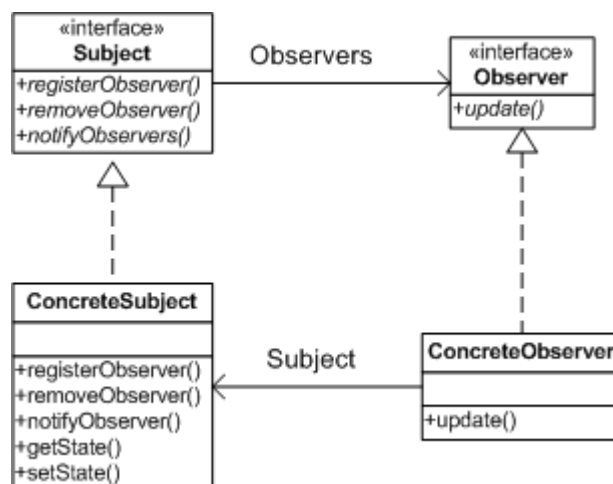 «interface»
Subject
+registerObserver()
+removeObserver()
+notifyObservers()
Observers
«interface»
Observer
+update()
ConcreteSubject
+registerObserver()
+removeObserver()
+notifyObserver()
+getState()
+setState()
Subject
ConcreteObserver
+update()